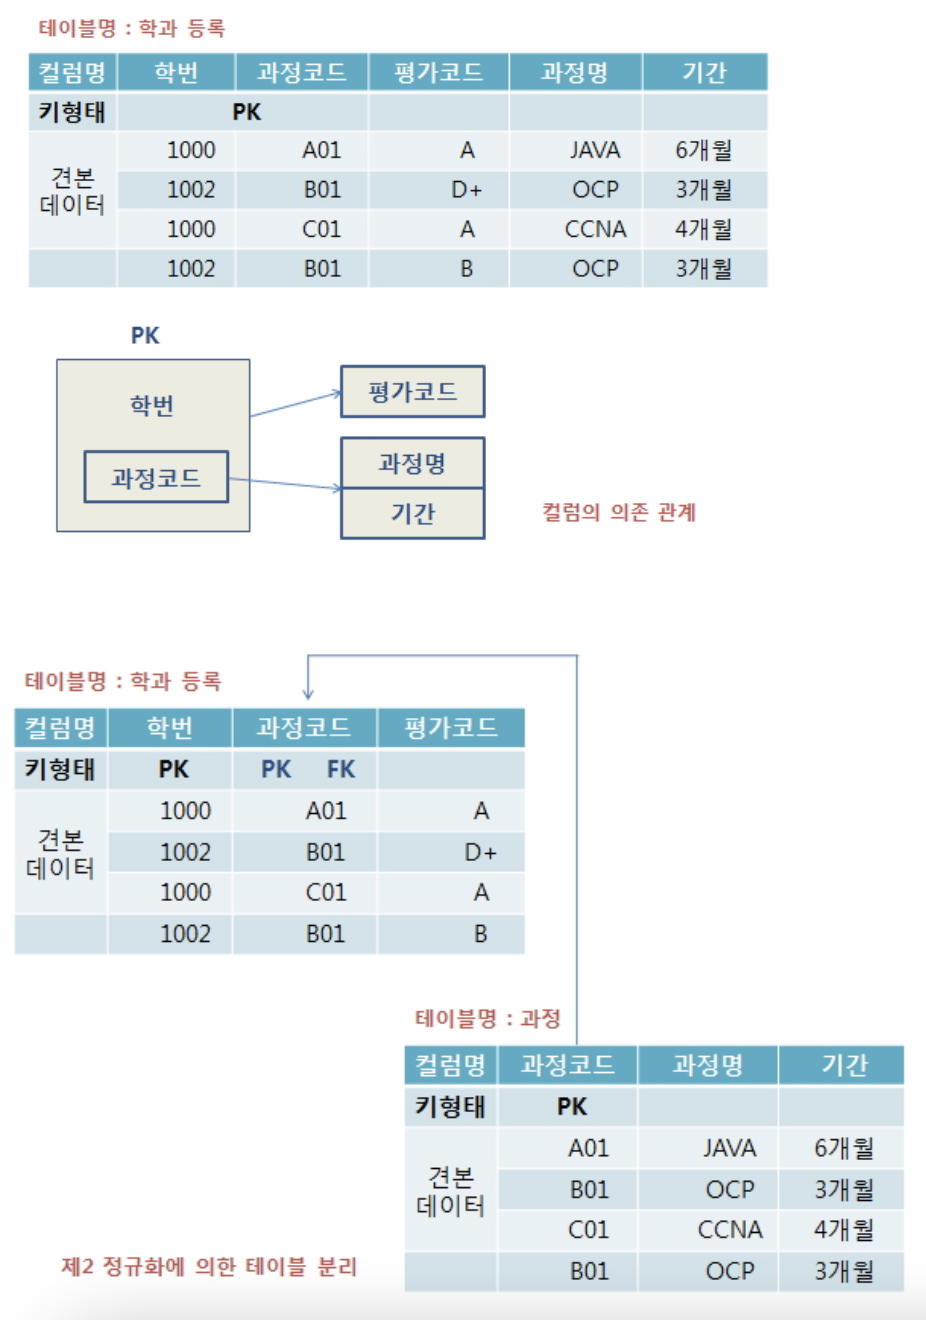 테이블명 : 학과 등록
컬럼명 학번 과정코드 평가코드 과정명 기간
키형태 PK
견본 데이터
1000 A01 A JAVA 6개월
1002 B01 D+ OCP 3개월
1000 C01 A CCNA 4개월
1002 B01 B OCP 3개월
PK
학번
평가코드
과정코드
과정명
기간
컬럼의 의존 관계
테이블명 : 학과 등록
컬럼명 학번 과정코드 평가코드
키형태 PK PK FK
견본 데이터
1000 A01 A
1002 B01 D+
1000 C01 A
1002 B01 B
테이블명 : 과정
컬럼명 과정코드 과정명 기간
키형태 PK
견본 데이터
A01 JAVA 6개월
B01 OCP 3개월
C01 CCNA 4개월
B01 OCP 3개월
제2 정규화에 의한 테이블 분리